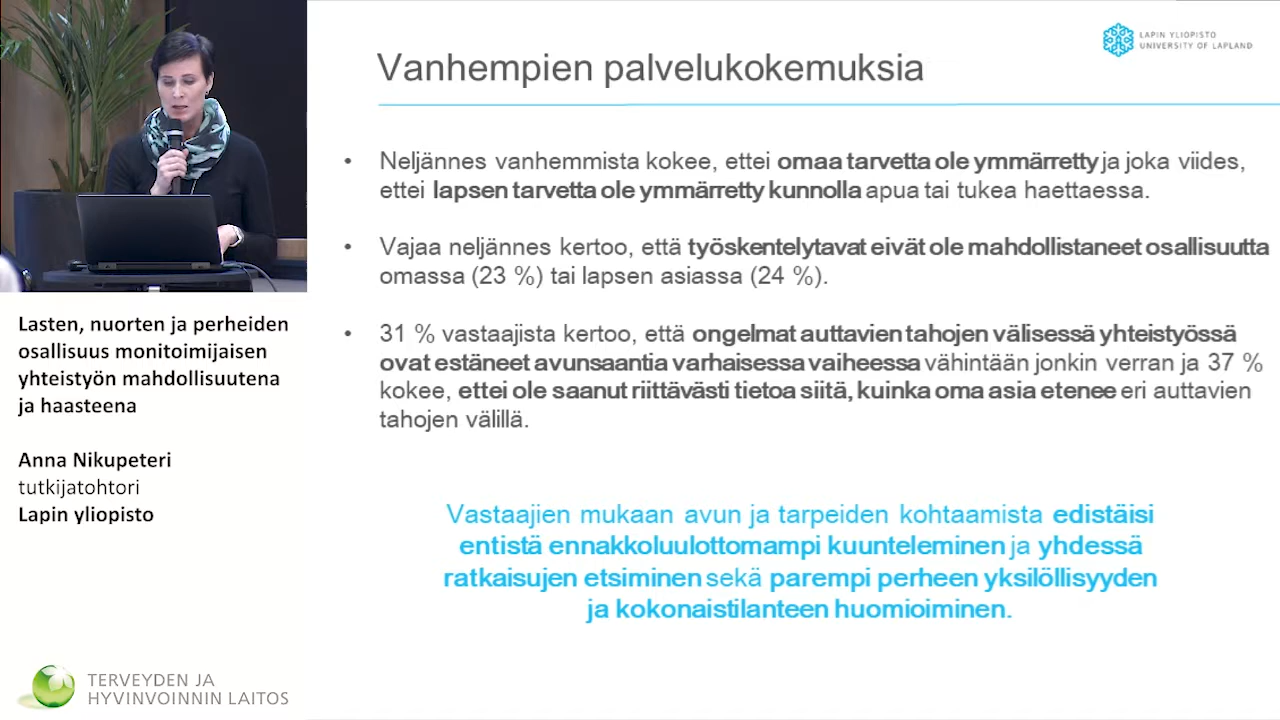 LAPIN YLIOPISTO
UNIVERSITY OF LAPLAND
Vanhempien palvelukokemuksia
• Neljännes vanhemmista kokee, ettei omaa tarvetta ole ymmärretty ja joka viides,
ettei lapsen tarvetta ole ymmärretty kunnolla apua tai tukea haettaessa.
• Vajaa neljännes kertoo, että työskentelytavat eivät ole mahdollistaneet osallisuutta
omassa (23 %) tai lapsen asiassa (24 %).
• 31 % vastaajista kertoo, että ongelmat auttavien tahojen välisessä yhteistyössä
ovat estäneet avunsaantia varhaisessa vaiheessa vähintään jonkin verran ja 37 %
kokee, ettei ole saanut riittävästi tietoa siitä, kuinka oma asia etenee eri auttavien
tahojen välillä.
Vastaajien mukaan avun ja tarpeiden kohtaamista edistäisi
entistä ennakkoluulottomampi kuunteleminen ja yhdessä
ratkaisujen etsiminen sekä parempi perheen yksilöllisyyden
ja kokonaistilanteen huomioiminen.
Lasten, nuorten ja perheiden
osallisuus monitoimijaisen
yhteistyön mahdollisuutena
ja haasteena
Anna Nikupeteri
tutkijatohtori
Lapin yliopisto
TERVEYDEN JA
HYVINVOINNIN LAITOS